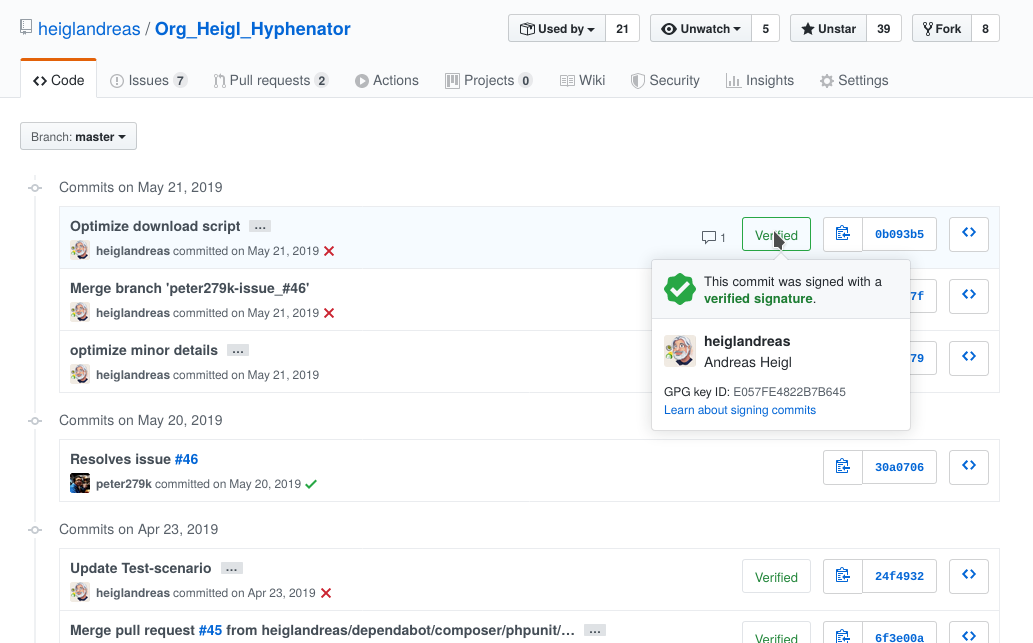 heiglandreas / Org_Heigl_Hyphenator
Used by 21 Unwatch 5 Unstar 39 Fork 8
Code Issues 7 Pull requests 2 Actions Projects 0 Wiki Security Insights Settings
Branch: master
Commits on May 21, 2019
Optimize download script …
heiglandreas committed on May 21, 2019
1 Verified 0b093b5
This commit was signed with a
verified signature.
heiglandreas
Andreas Heigl
GPG key ID: E057FE4822B7B645
Learn about signing commits
Merge branch 'peter279k-issue_#46'
heiglandreas committed on May 21, 2019
7f
optimize minor details …
heiglandreas committed on May 21, 2019
79
Commits on May 20, 2019
Resolves issue #46
peter279k committed on May 20, 2019
30a0706
Commits on Apr 23, 2019
Update Test-scenario …
heiglandreas committed on Apr 23, 2019
Verified 24f4932
Merge pull request #45 from heiglandreas/dependabot/composer/phpunit/… …
Verified 6f3e00a